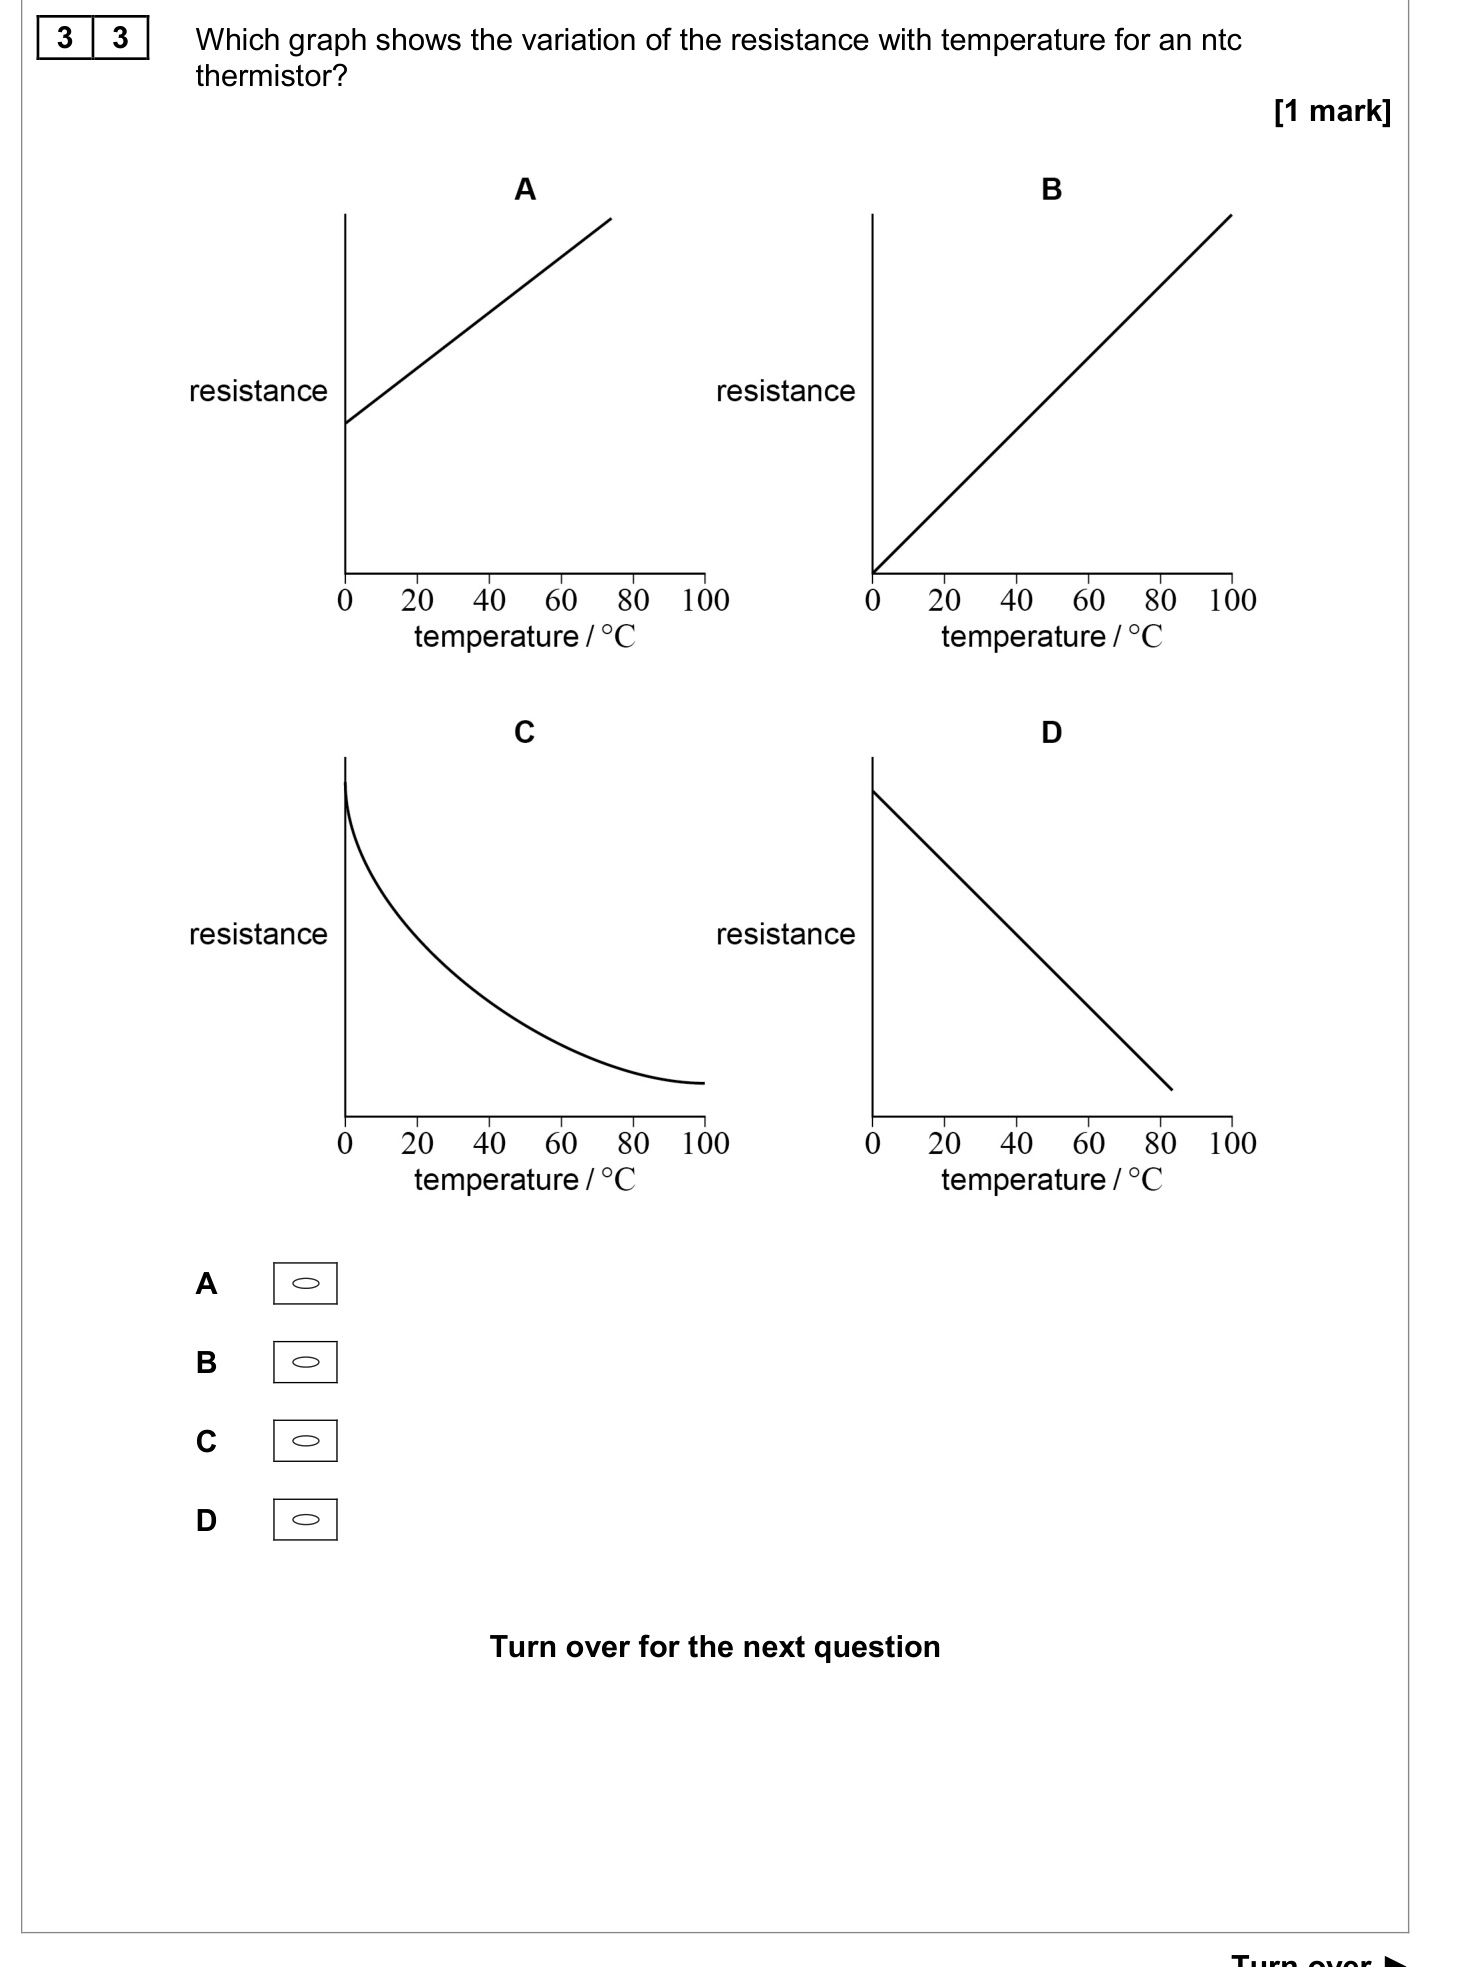 3 3 Which graph shows the variation of the resistance with temperature for an ntc
thermistor?
[1 mark]
A
B
resistance
resistance
0 20 40 60 80 100
0 20 40 60 80 100
temperature / °C
temperature / °C
C
D
resistance
resistance
0 20 40 60 80 100
0 20 40 60 80 100
temperature / °C
temperature / °C
A
B
C
D
Turn over for the next question
Turn over ►